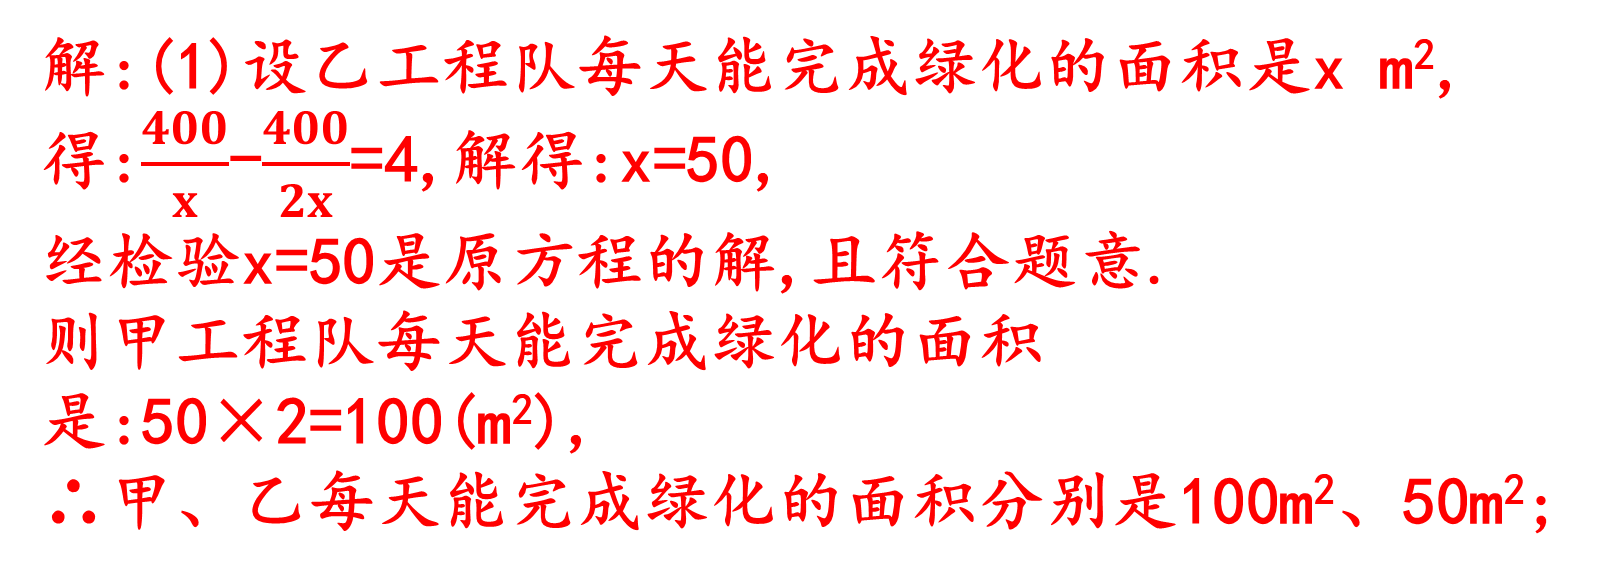 解:(1)设乙工程队每天能完成绿化的面积是x m²,
得:400/x-400/2x=4,解得:x=50,
经检验x=50是原方程的解,且符合题意.
则甲工程队每天能完成绿化的面积
是:50×2=100(m²),
∴甲、乙每天能完成绿化的面积分别是100m²、50m²;